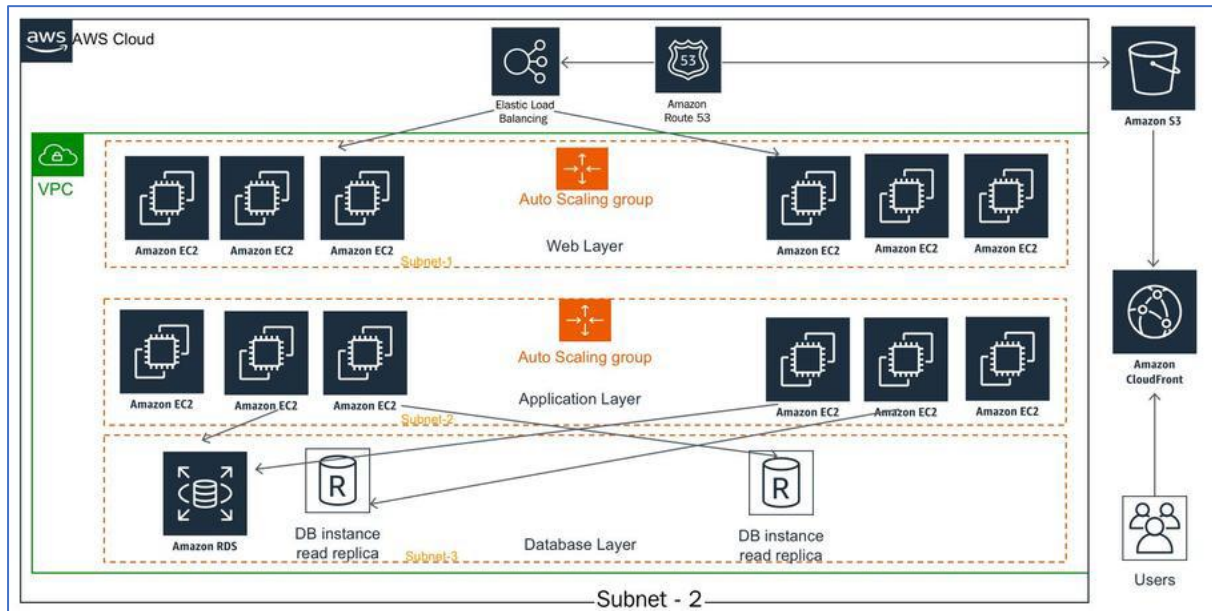 aws
AWS Cloud
53
Elastic Load
Balancing
Amazon
Route 53
Amazon S3
VPC
Auto Scaling group
Amazon EC2
Amazon EC2
Amazon EC2
Web Layer
Amazon EC2
Amazon EC2
Amazon EC2
Subnet-1
Auto Scaling group
Amazon EC2
Amazon EC2
Amazon EC2
Application Layer
Amazon EC2
Amazon EC2
Amazon EC2
Subnet-2
Amazon
CloudFront
R
R
Amazon RDS
DB instance
read replica
Database Layer
DB instance
read replica
Subnet-3
Users
Subnet - 2